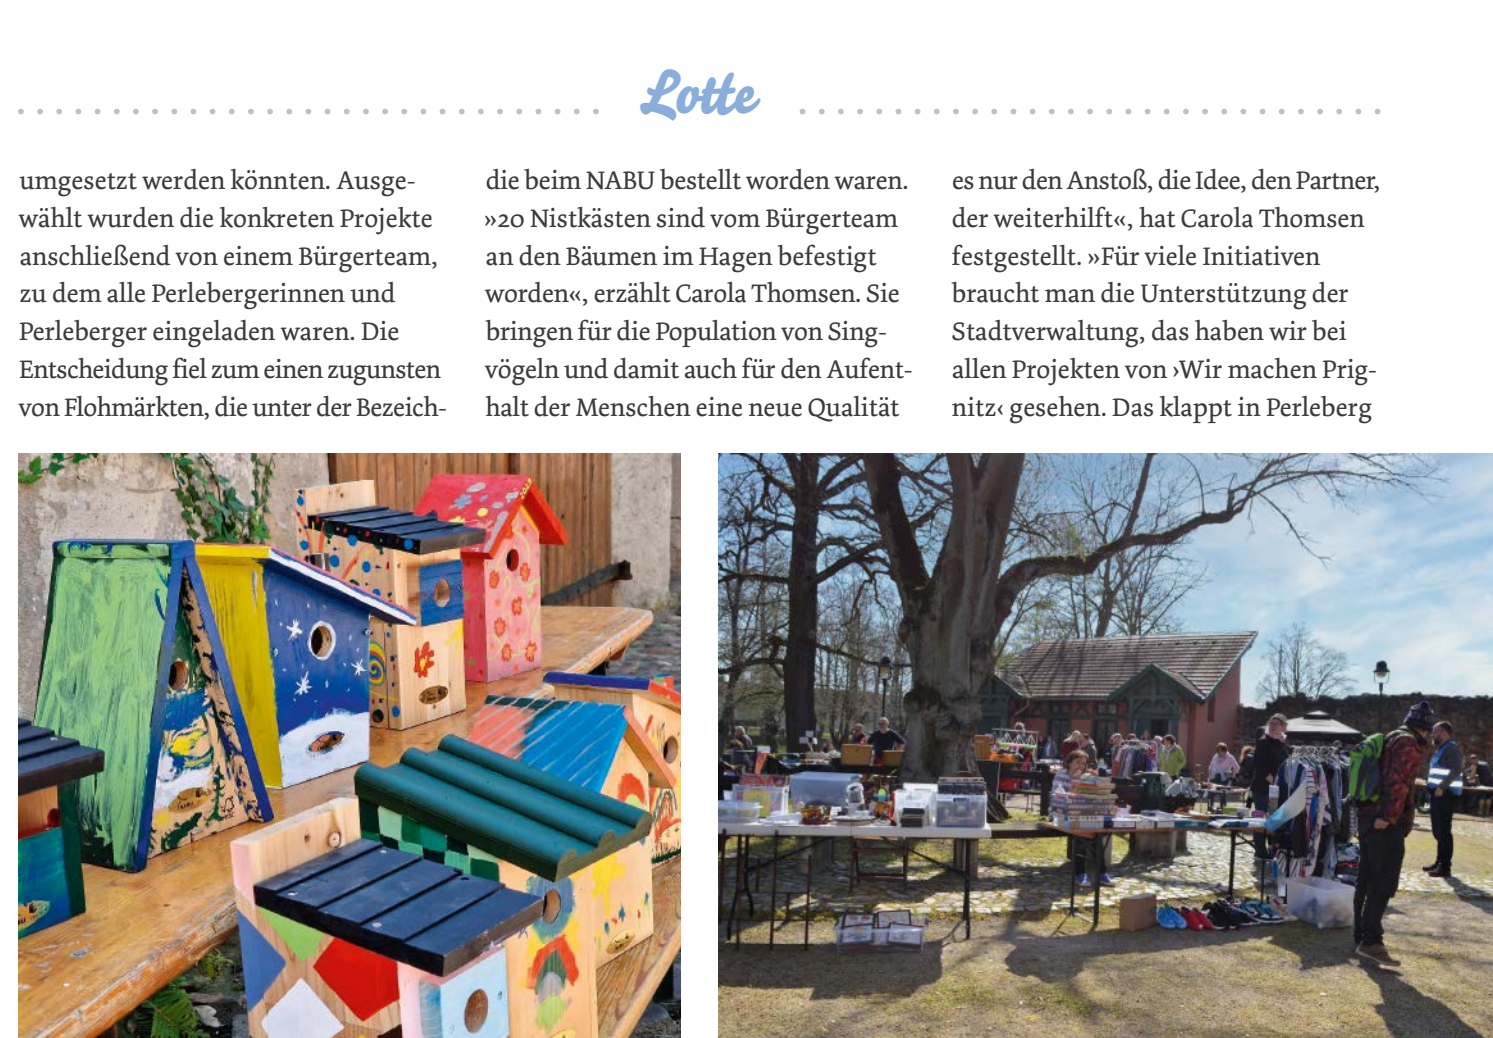 Lotte
umgesetzt werden könnten. Ausge-
wählt wurden die konkreten Projekte
anschließend von einem Bürgerteam,
zu dem alle Perlebergerinnen und
Perleberger eingeladen waren. Die
Entscheidung fiel zum einen zugunsten
von Flohmärkten, die unter der Bezeich-
die beim NABU bestellt worden waren.
»20 Nistkästen sind vom Bürgerteam
an den Bäumen im Hagen befestigt
worden«, erzählt Carola Thomsen. Sie
bringen für die Population von Sing-
vögeln und damit auch für den Aufent-
halt der Menschen eine neue Qualität
es nur den Anstoß, die Idee, den Partner,
der weiterhilft«, hat Carola Thomsen
festgestellt. »Für viele Initiativen
braucht man die Unterstützung der
Stadtverwaltung, das haben wir bei
allen Projekten von ›Wir machen Prig-
nitz‹ gesehen. Das klappt in Perleberg